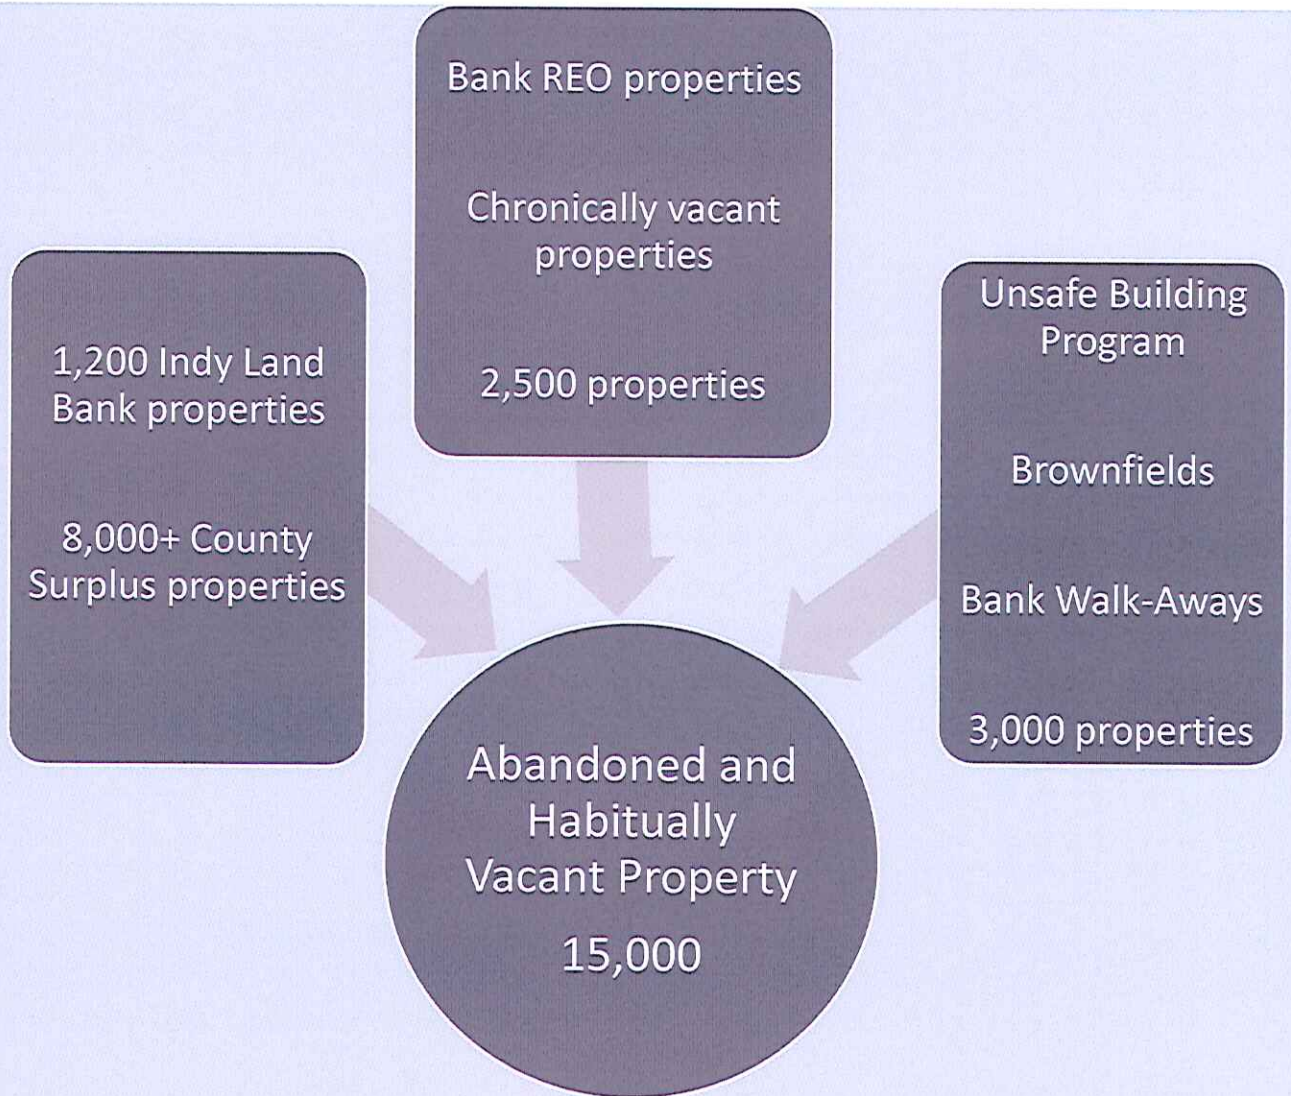 Bank REO properties
Chronically vacant
properties
2,500 properties
1,200 Indy Land
Bank properties
8,000+ County
Surplus properties
Unsafe Building
Program
Brownfields
Bank Walk-Aways
3,000 properties
Abandoned and
Habitually
Vacant Property
15,000